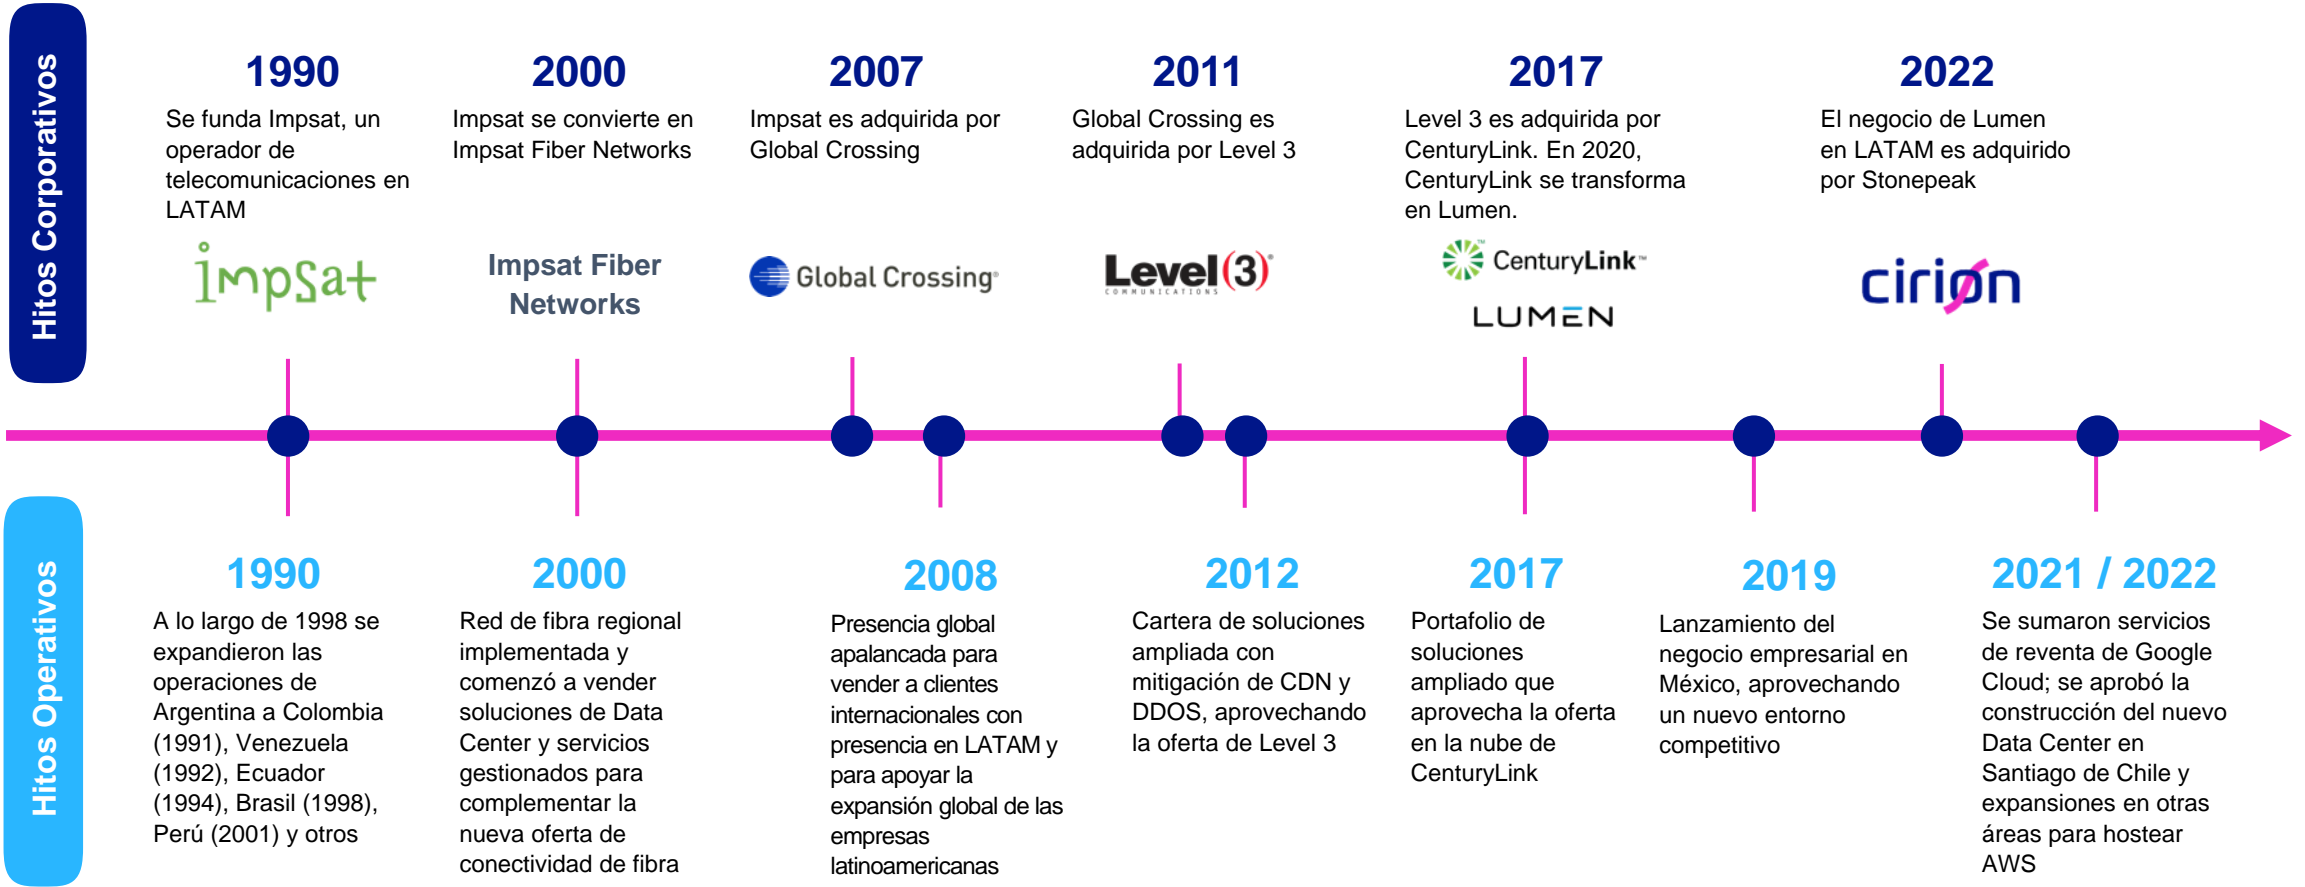 Hitos Corporativos
1990
Se funda Impsat, un
operador de
telecomunicaciones en
LATAM
impSat
2000
Impsat se convierte en
Impsat Fiber Networks
Impsat Fiber
Networks
2007
Impsat es adquirida por
Global Crossing
Global Crossing®
2011
Global Crossing es
adquirida por Level 3
Level(3)®
COMMUNICATIONS
2017
Level 3 es adquirida por
CenturyLink. En 2020,
CenturyLink se transforma
en Lumen.
CenturyLink™
LUMEN
2022
El negocio de Lumen
en LATAM es adquirido
por Stonepeak
cirion
Hitos Operativos
1990
A lo largo de 1998 se
expandieron las
operaciones de
Argentina a Colombia
(1991), Venezuela
(1992), Ecuador
(1994), Brasil (1998),
Perú (2001) y otros
2000
Red de fibra regional
implementada y
comenzó a vender
soluciones de Data
Center y servicios
gestionados para
complementar la
nueva oferta de
conectividad de fibra
2008
Presencia global
apalancada para
vender a clientes
internacionales con
presencia en LATAM y
para apoyar la
expansión global de las
empresas
latinoamericanas
2012
Cartera de soluciones
ampliada con
mitigación de CDN y
DDOS, aprovechando
la oferta de Level 3
2017
Portafolio de
soluciones
ampliado que
aprovecha la oferta
en la nube de
CenturyLink
2019
Lanzamiento del
negocio empresarial en
México, aprovechando
un nuevo entorno
competitivo
2021 / 2022
Se sumaron servicios
de reventa de Google
Cloud; se aprobó la
construcción del nuevo
Data Center en
Santiago de Chile y
expansiones en otras
áreas para hostear
AWS